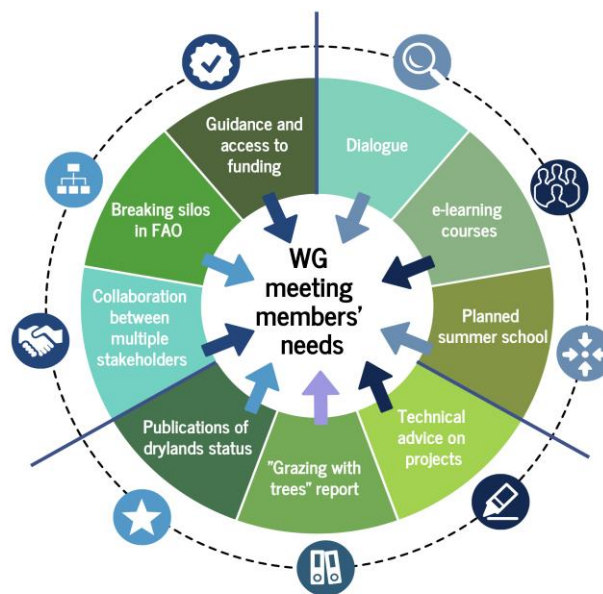 Guidance and
access to
funding
Dialogue
Breaking silos
in FAO
e-learning
courses
WG
meeting
members'
needs
Collaboration
between
multiple
stakeholders
Planned
summer school
Publications of
drylands status
Technical
advice on
projects
"Grazing with
trees" report